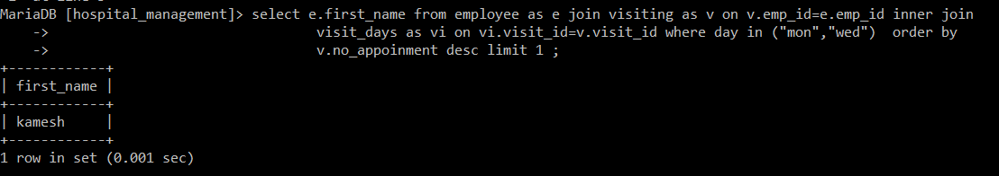 MariaDB [hospital_management]> select e.first_name from employee as e join visiting as v on v.emp_id=e.emp_id inner join
    ->                                  visit_days as vi on vi.visit_id=v.visit_id where day in ("mon","wed")  order by
    ->                                  v.no_appoinment desc limit 1 ;
+------------+
| first_name |
+------------+
| kamesh     |
+------------+
1 row in set (0.001 sec)